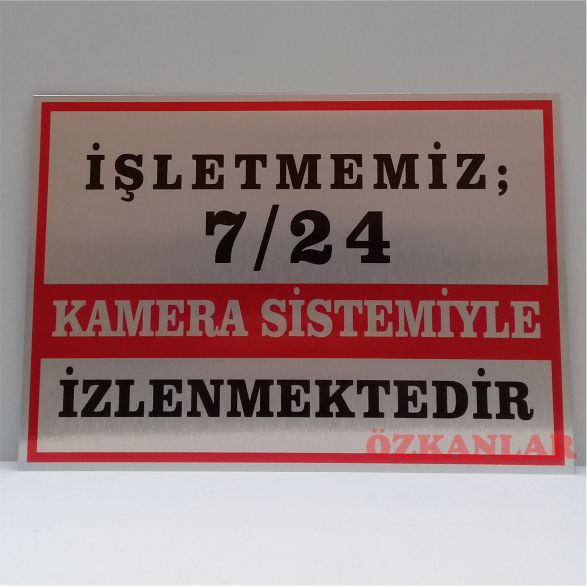 İŞLETMEMİZ;
7/24
KAMERA SİSTEMİYLE
İZLENMEKTEDİR
ÖZKANLAR